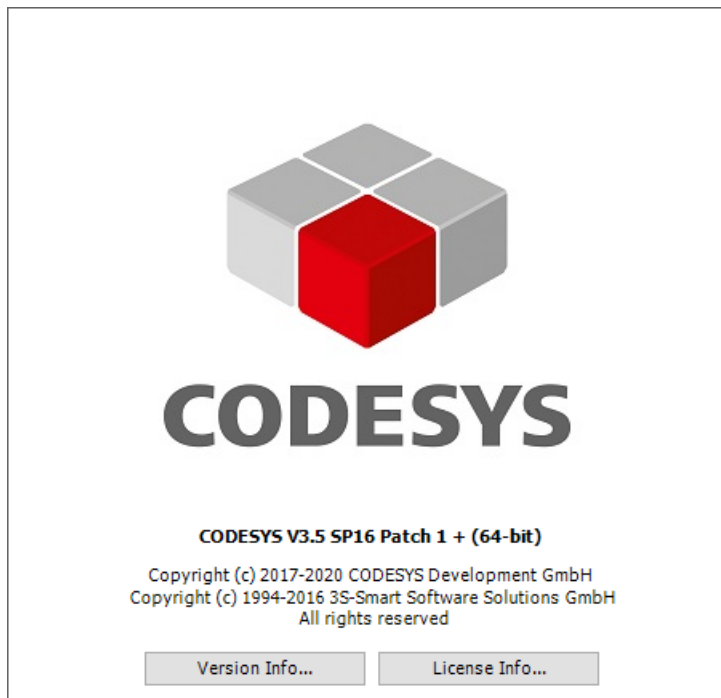 CODESYS
CODESYS V3.5 SP16 Patch 1 + (64-bit)
Copyright (c) 2017-2020 CODESYS Development GmbH
Copyright (c) 1994-2016 3S-Smart Software Solutions GmbH
All rights reserved
Version Info...
License Info...